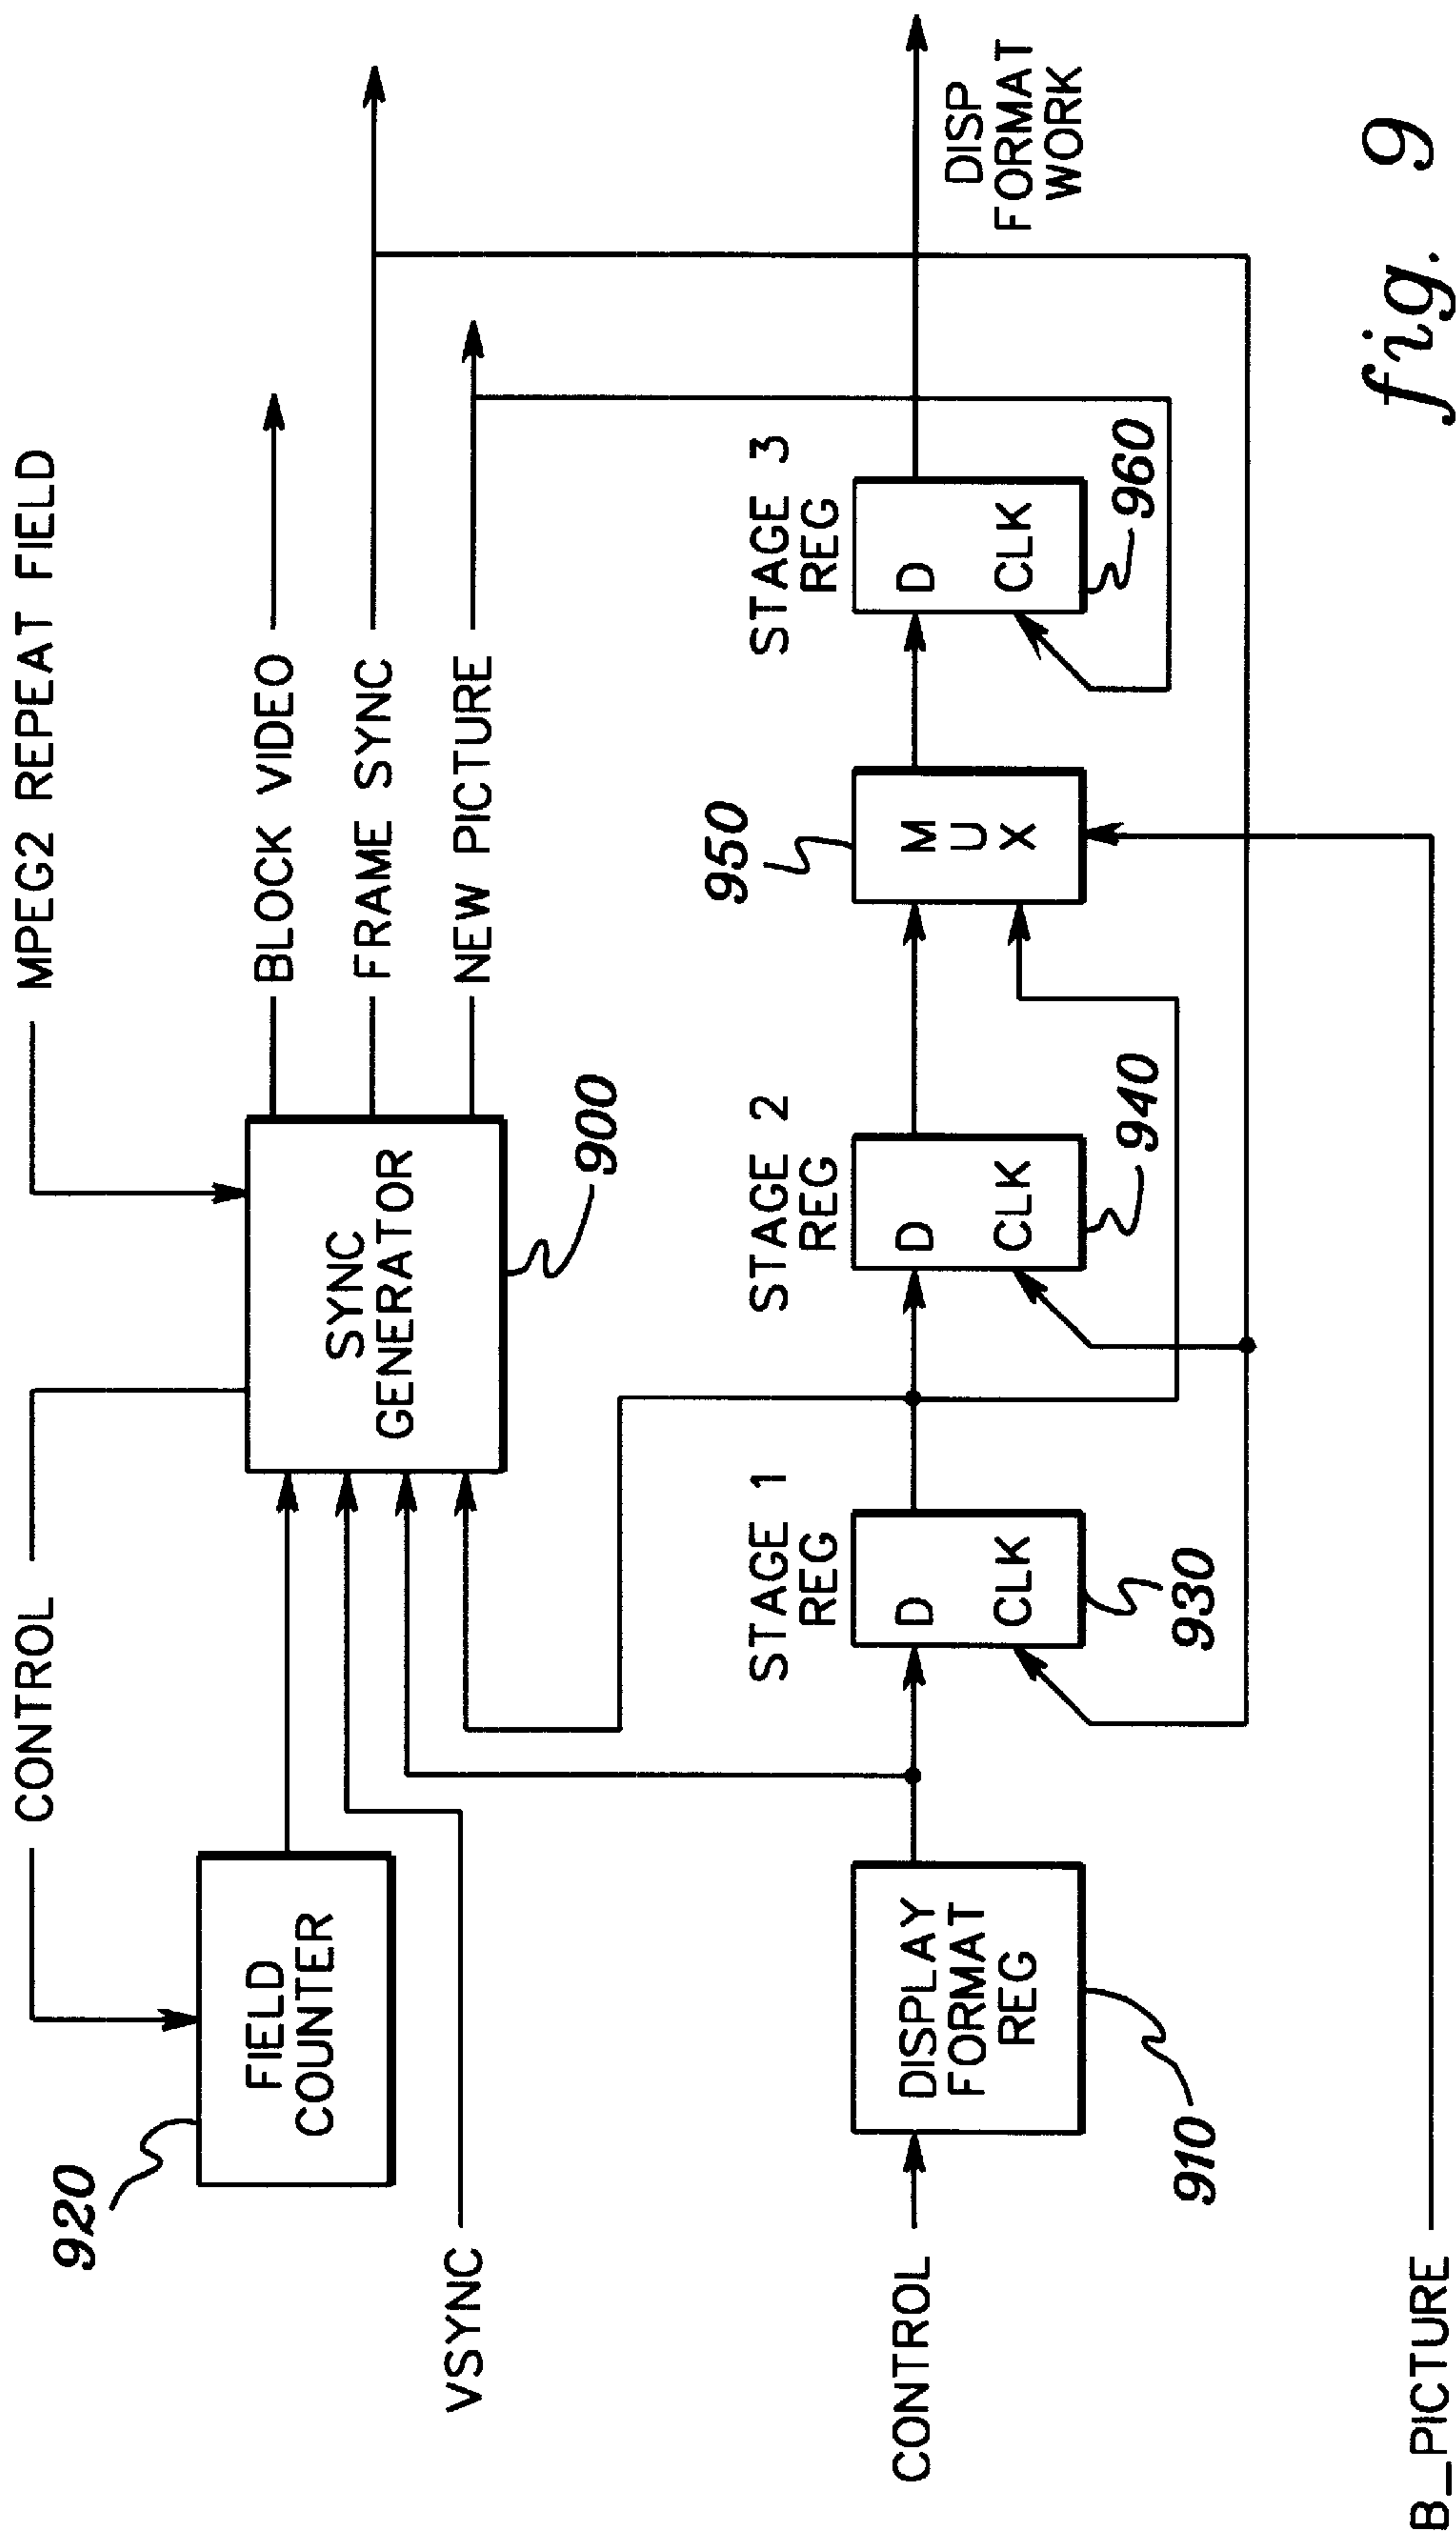 MPEG2 REPEAT FIELD
CONTROL
920
FIELD
COUNTER
SYNC
GENERATOR
900
BLOCK VIDEO
FRAME SYNC
NEW PICTURE
VSYNC
CONTROL
DISPLAY
FORMAT
REG
910
STAGE 1
REG
D
CLK
930
STAGE 2
REG
D
CLK
940
950
M
U
X
STAGE 3
REG
D
CLK
960
DISP
FORMAT
WORK
B_PICTURE
fig. 9